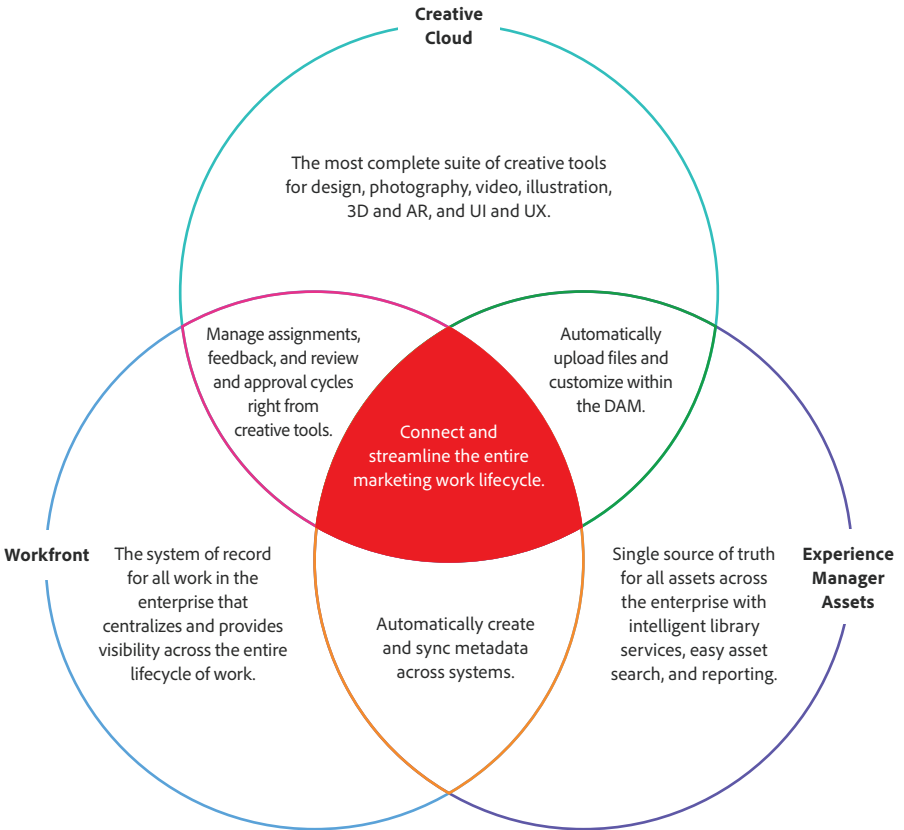 Creative
Cloud
The most complete suite of creative tools
for design, photography, video, illustration,
3D and AR, and UI and UX.
Manage assignments,
feedback, and review
and approval cycles
right from
creative tools.
Automatically
upload files and
customize within
the DAM.
Connect and
streamline the entire
marketing work lifecycle.
Workfront
The system of record
for all work in the
enterprise that
centralizes and provides
visibility across the entire
lifecycle of work.
Automatically create
and sync metadata
across systems.
Single source of truth
for all assets across
the enterprise with
intelligent library
services, easy asset
search, and reporting.
Experience
Manager
Assets